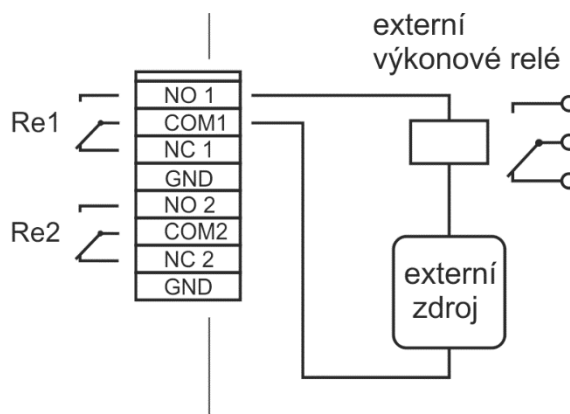 externí
výkonové relé
Re1
NO 1
COM1
NC 1
GND
Re2
NO 2
COM2
NC 2
GND
externí
zdroj